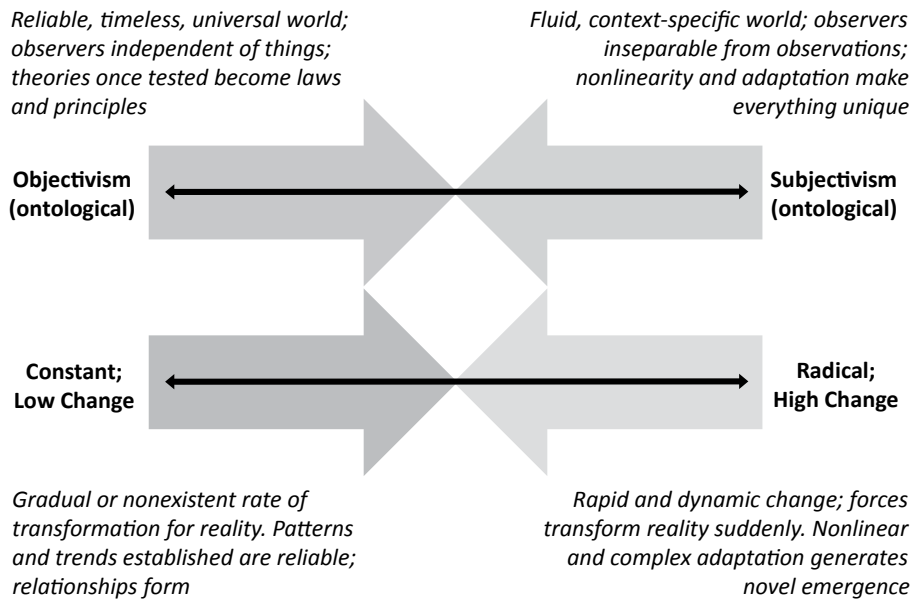 Reliable, timeless, universal world;
observers independent of things;
theories once tested become laws
and principles
Fluid, context-specific world; observers
inseparable from observations;
nonlinearity and adaptation make
everything unique
Objectivism
(ontological)
Subjectivism
(ontological)
Constant;
Low Change
Radical;
High Change
Gradual or nonexistent rate of
transformation for reality. Patterns
and trends established are reliable;
relationships form
Rapid and dynamic change; forces
transform reality suddenly. Nonlinear
and complex adaptation generates
novel emergence